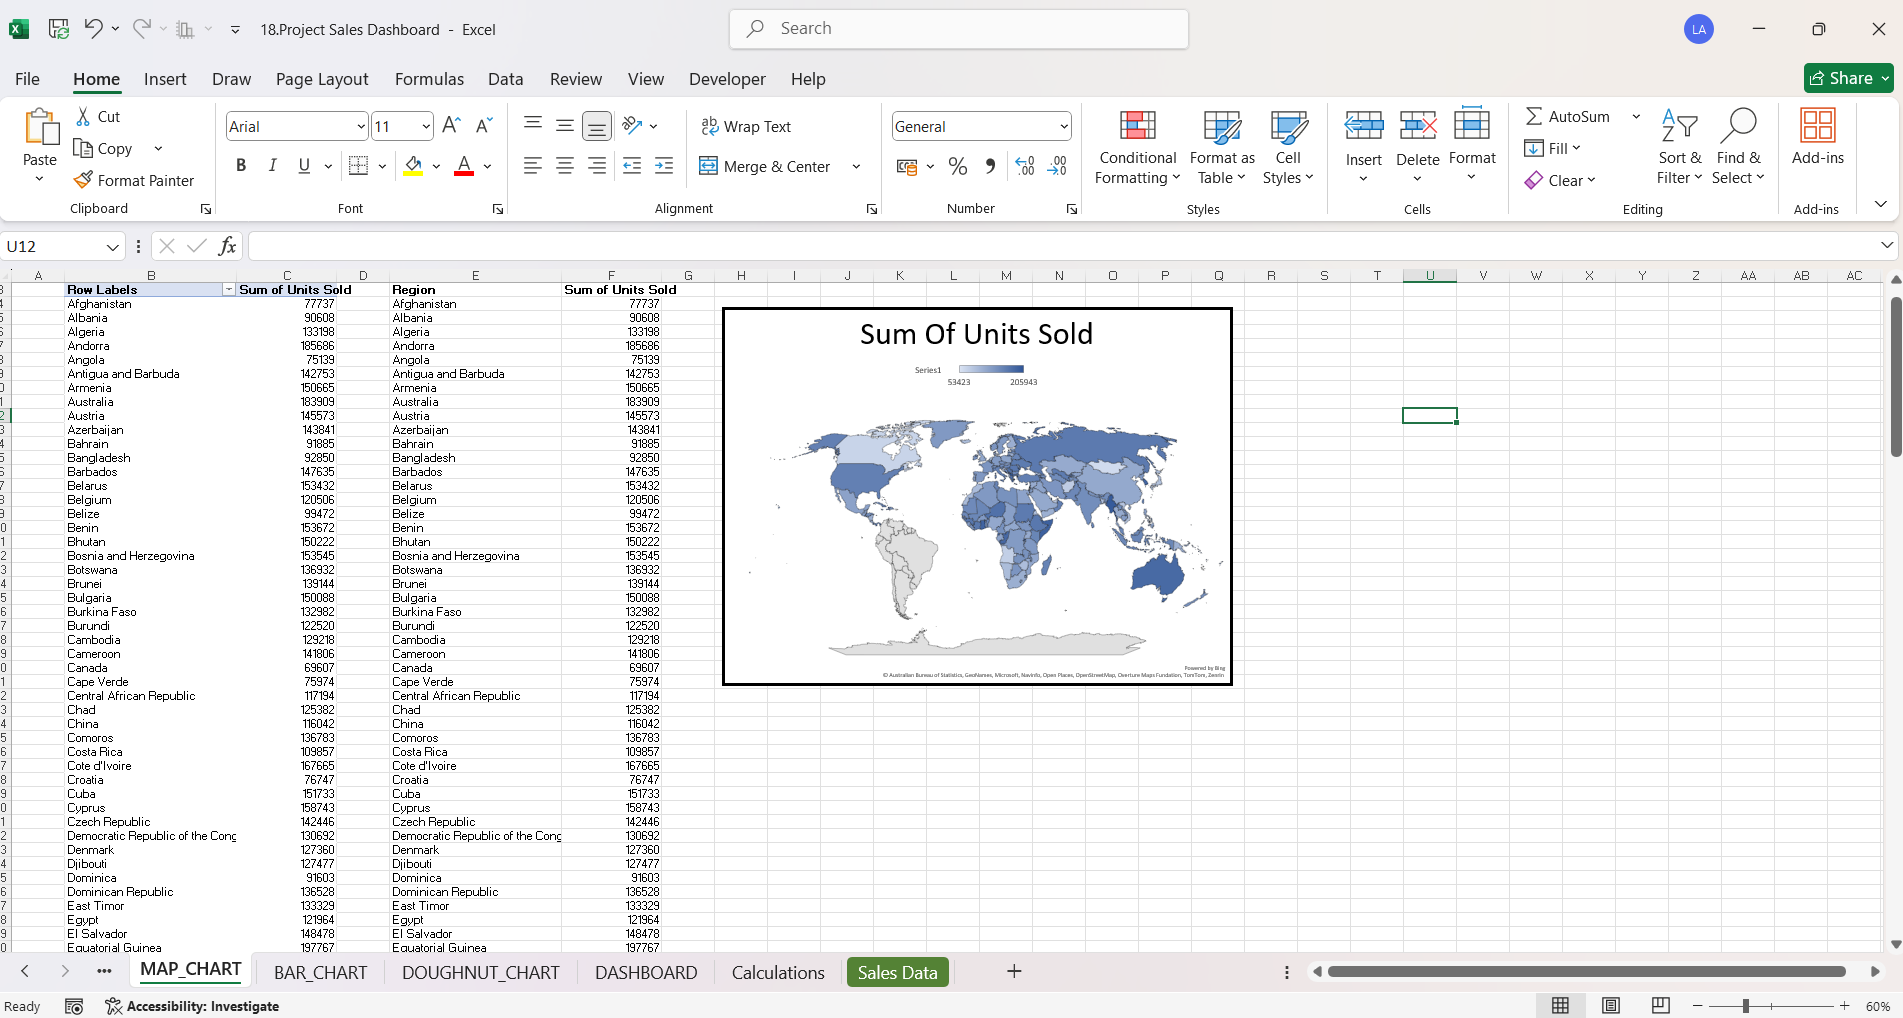 18.Project Sales Dashboard - Excel
Search
LA
File Home Insert Draw Page Layout Formulas Data Review View Developer Help
Share
Paste
Cut
Copy
Format Painter
Clipboard
Arial 11
B I U
Font
Wrap Text
Merge & Center
Alignment
General
Number
Conditional Formatting
Format as Table
Cell Styles
Styles
Insert
Delete
Format
Cells
AutoSum
Fill
Clear
Sort & Filter
Find & Select
Editing
Add-ins
Add-ins
U12
fx
A B C D E F G H I J K L M N O P Q R S T U V W X Y Z AA AB AC
Row Labels Sum of Units Sold Region Sum of Units Sold
Afghanistan 77737 Afghanistan 77737
Albania 90608 Albania 90608
Algeria 133198 Algeria 133198
Andorra 185686 Andorra 185686
Angola 75139 Angola 75139
Antigua and Barbuda 142753 Antigua and Barbuda 142753
Armenia 150665 Armenia 150665
Australia 183909 Australia 183909
Austria 145573 Austria 145573
Azerbaijan 143841 Azerbaijan 143841
Bahrain 91885 Bahrain 91885
Bangladesh 92850 Bangladesh 92850
Barbados 147635 Barbados 147635
Belarus 153432 Belarus 153432
Belgium 120506 Belgium 120506
Belize 99472 Belize 99472
Benin 153672 Benin 153672
Bhutan 150222 Bhutan 150222
Bosnia and Herzegovina 153545 Bosnia and Herzegovina 153545
Botswana 136932 Botswana 136932
Brunei 139144 Brunei 139144
Bulgaria 150088 Bulgaria 150088
Burkina Faso 132982 Burkina Faso 132982
Burundi 122520 Burundi 122520
Cambodia 129218 Cambodia 129218
Cameroon 141806 Cameroon 141806
Canada 69607 Canada 69607
Cape Verde 75974 Cape Verde 75974
Central African Republic 117194 Central African Republic 117194
Chad 125382 Chad 125382
China 116042 China 116042
Comoros 136783 Comoros 136783
Costa Rica 109857 Costa Rica 109857
Cote d'Ivoire 167665 Cote d'Ivoire 167665
Croatia 76747 Croatia 76747
Cuba 151733 Cuba 151733
Cyprus 158743 Cyprus 158743
Czech Republic 142446 Czech Republic 142446
Democratic Republic of the Cong 130692 Democratic Republic of the Cong 130692
Denmark 127360 Denmark 127360
Djibouti 127477 Djibouti 127477
Dominica 91603 Dominica 91603
Dominican Republic 136528 Dominican Republic 136528
East Timor 133329 East Timor 133329
Egypt 121964 Egypt 121964
El Salvador 148478 El Salvador 148478
Equatorial Guinea 197767 Equatorial Guinea 197767
Sum Of Units Sold
Series1
53423 205943
Powered by Bing
© Australian Bureau of Statistics, GeoNames, Microsoft, Navinfo, Open Places, OpenStreetMap, Overture Maps Fundation, TomTom, Zenrin
MAP_CHART BAR_CHART DOUGHNUT_CHART DASHBOARD Calculations Sales Data
Ready Accessibility: Investigate 60%